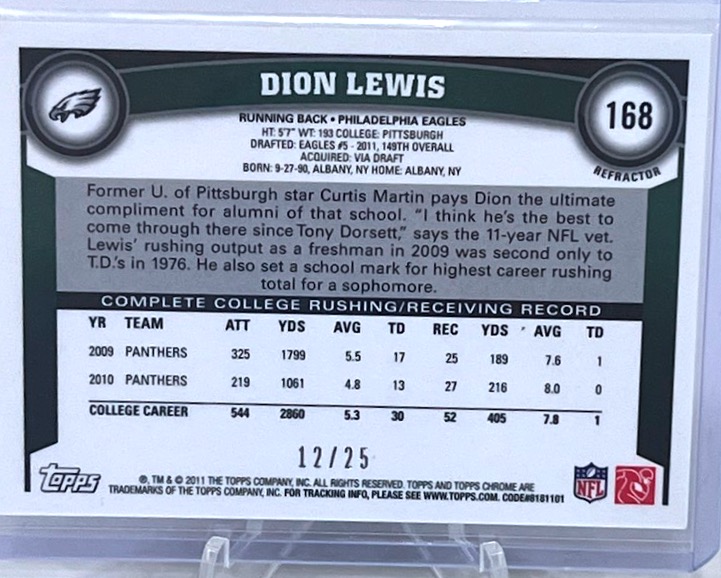 DION LEWIS
168
REFRACTOR
RUNNING BACK • PHILADELPHIA EAGLES
HT: 5'7" WT: 193 COLLEGE: PITTSBURGH
DRAFTED: EAGLES #5 - 2011, 149TH OVERALL
ACQUIRED: VIA DRAFT
BORN: 9-27-90, ALBANY, NY HOME: ALBANY, NY
Former U. of Pittsburgh star Curtis Martin pays Dion the ultimate
compliment for alumni of that school. "I think he's the best to
come through there since Tony Dorsett," says the 11-year NFL vet.
Lewis' rushing output as a freshman in 2009 was second only to
T.D.'s in 1976. He also set a school mark for highest career rushing
total for a sophomore.
COMPLETE COLLEGE RUSHING/RECEIVING RECORD
YR TEAM ATT YDS AVG TD REC YDS AVG TD
2009 PANTHERS 325 1799 5.5 17 25 189 7.6 1
2010 PANTHERS 219 1061 4.8 13 27 216 8.0 0
COLLEGE CAREER 544 2860 5.3 30 52 405 7.8 1
12/25
Topps
®, TM & © 2011 THE TOPPS COMPANY, INC. ALL RIGHTS RESERVED. TOPPS AND TOPPS CHROME ARE
TRADEMARKS OF THE TOPPS COMPANY, INC. FOR TRACKING INFO, PLEASE SEE WWW.TOPPS.COM. CODE#8181101
NFL